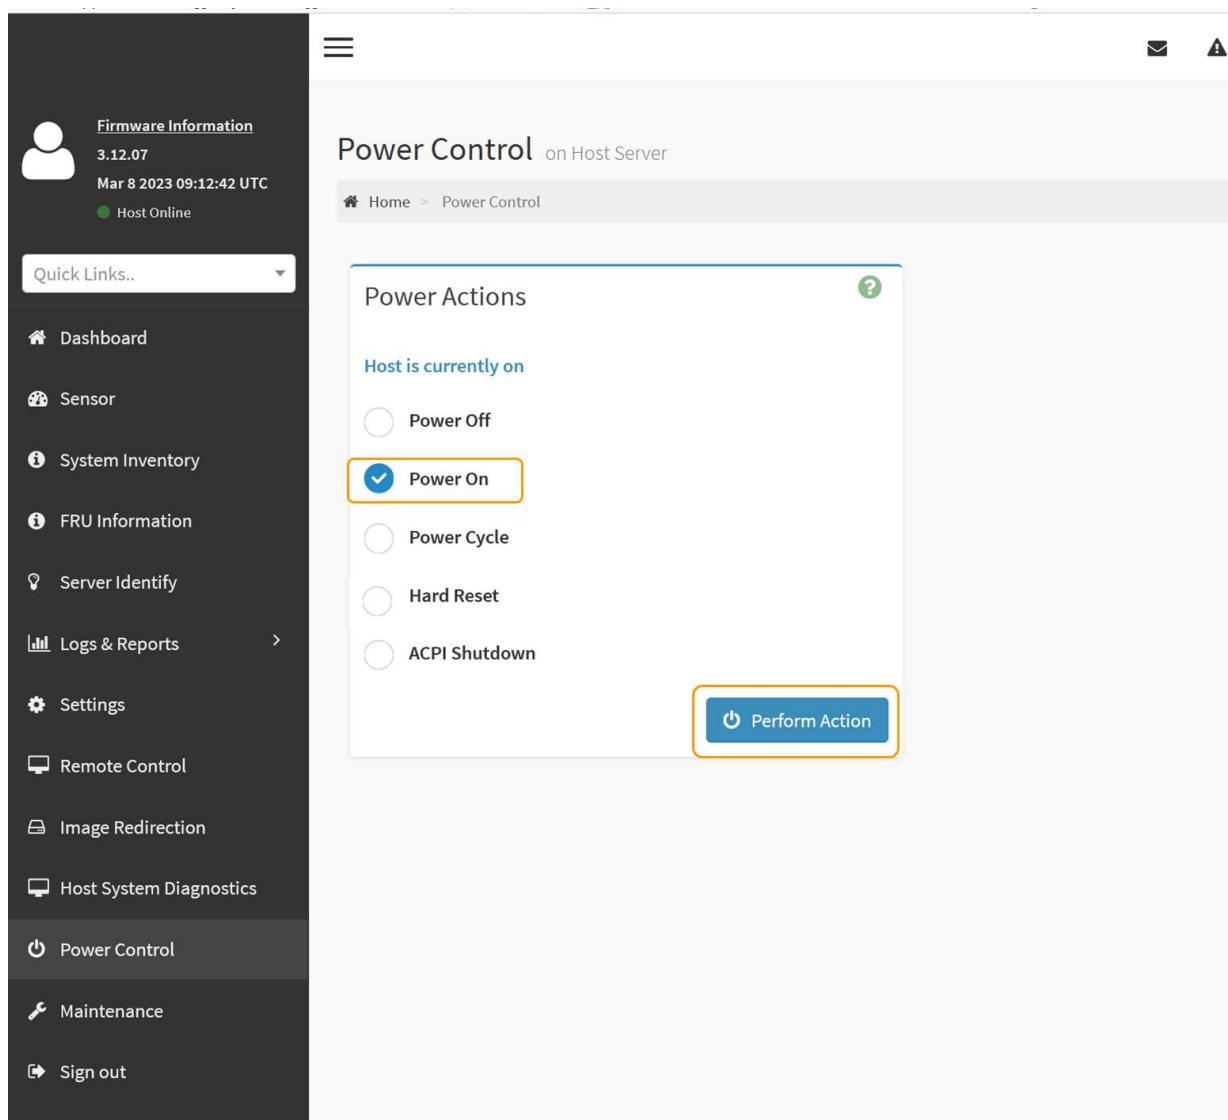 Firmware Information
3.12.07
Mar 8 2023 09:12:42 UTC
Host Online
Quick Links..
Dashboard
Sensor
System Inventory
FRU Information
Server Identify
Logs & Reports
Settings
Remote Control
Image Redirection
Host System Diagnostics
Power Control
Maintenance
Sign out
Power Control on Host Server
Home > Power Control
Power Actions
Host is currently on
Power Off
Power On
Power Cycle
Hard Reset
ACPI Shutdown
Perform Action